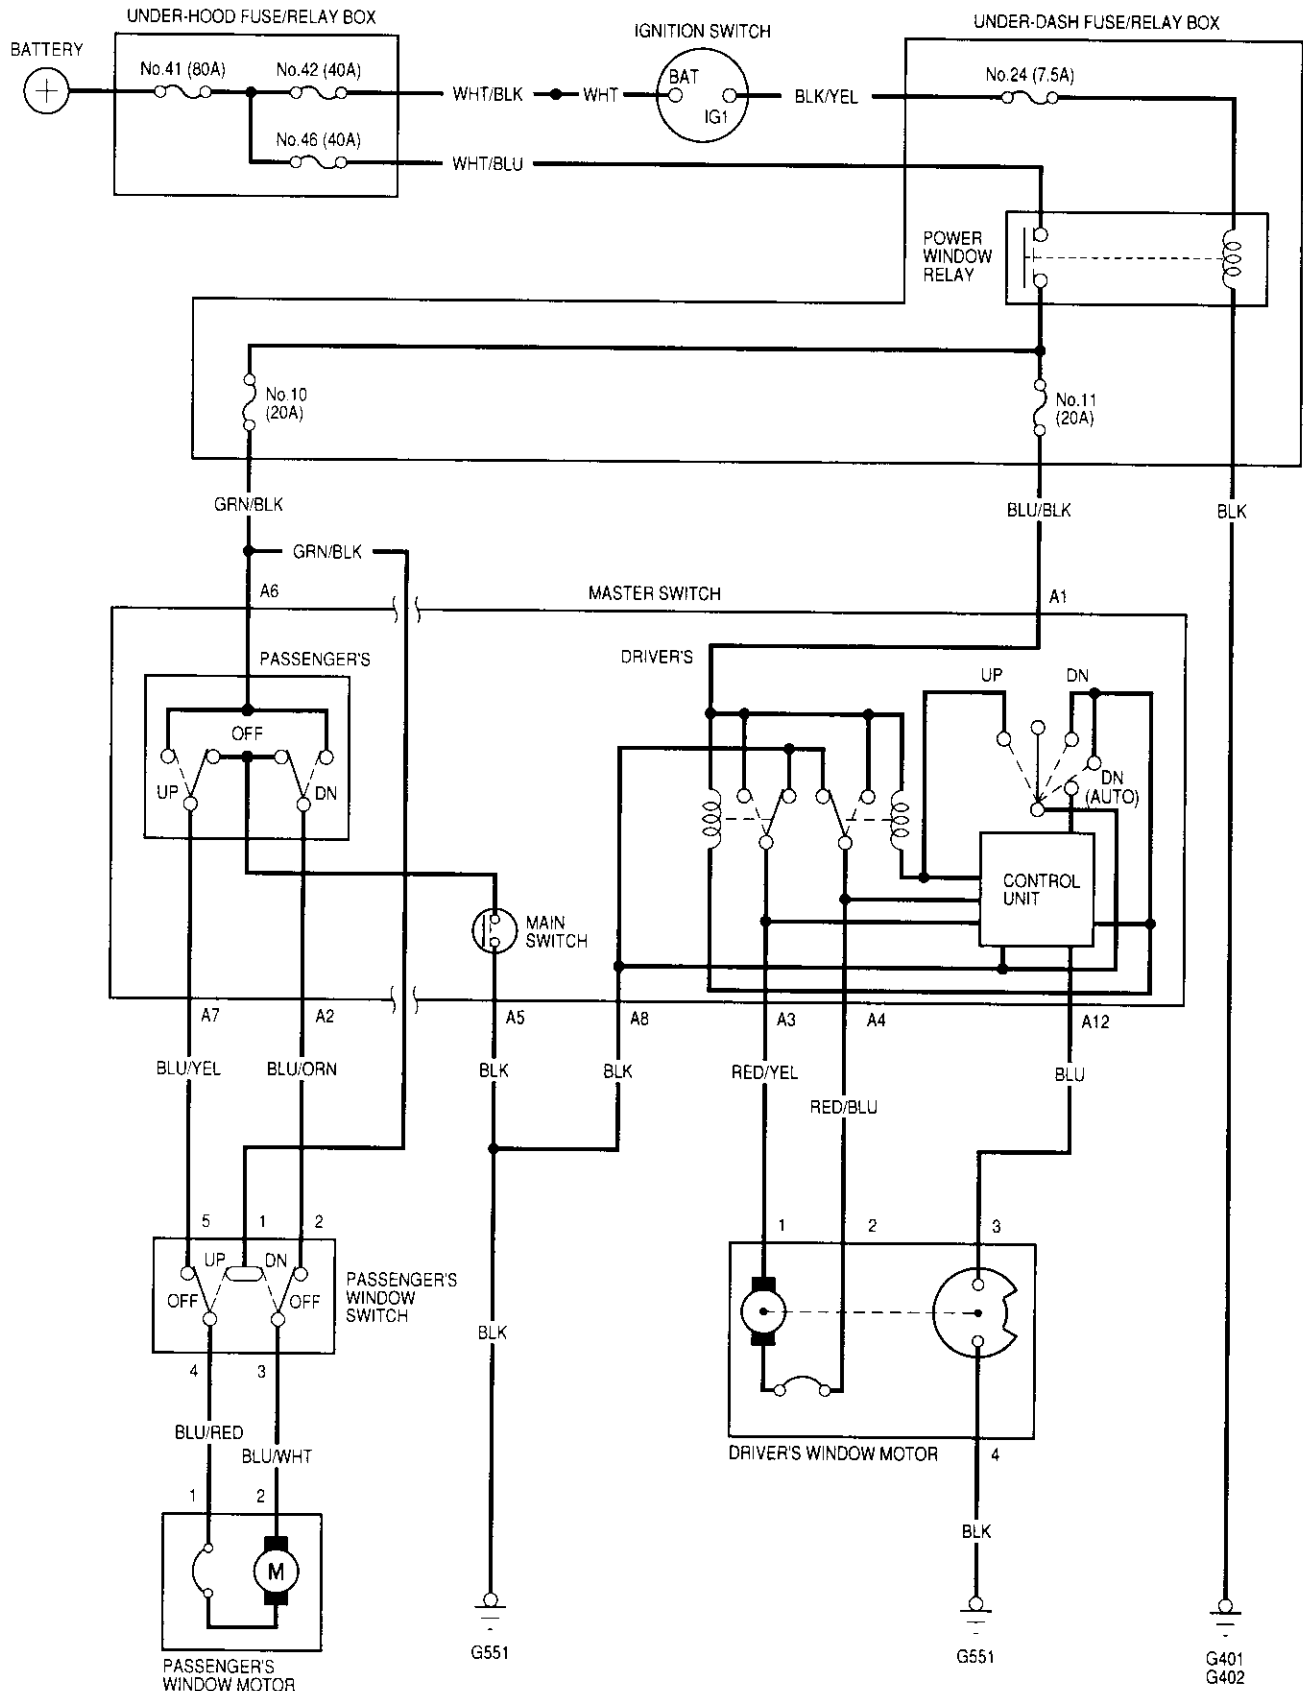 UNDER-HOOD FUSE/RELAY BOX
UNDER-DASH FUSE/RELAY BOX
IGNITION SWITCH
BATTERY
No.41 (80A)
No.42 (40A)
No.24 (7.5A)
BAT
WHT/BLK
WHT
BLK/YEL
IG1
No.46 (40A)
WHT/BLU
POWER
WINDOW
RELAY
No.10
(20A)
No.11
(20A)
GRN/BLK
BLU/BLK
BLK
GRN/BLK
A6
MASTER SWITCH
A1
PASSENGER'S
DRIVER'S
UP
DN
OFF
UP
DN
DN
(AUTO)
CONTROL
UNIT
MAIN
SWITCH
A7
A2
A5
A8
A3
A4
A12
BLU/YEL
BLU/ORN
BLK
BLK
RED/YEL
BLU
RED/BLU
5
1
2
1
2
3
UP
DN
OFF
OFF
PASSENGER'S
WINDOW
SWITCH
BLK
4
3
BLU/RED
BLU/WHT
DRIVER'S WINDOW MOTOR
4
1
2
BLK
M
G551
G551
G401
G402
PASSENGER'S
WINDOW MOTOR